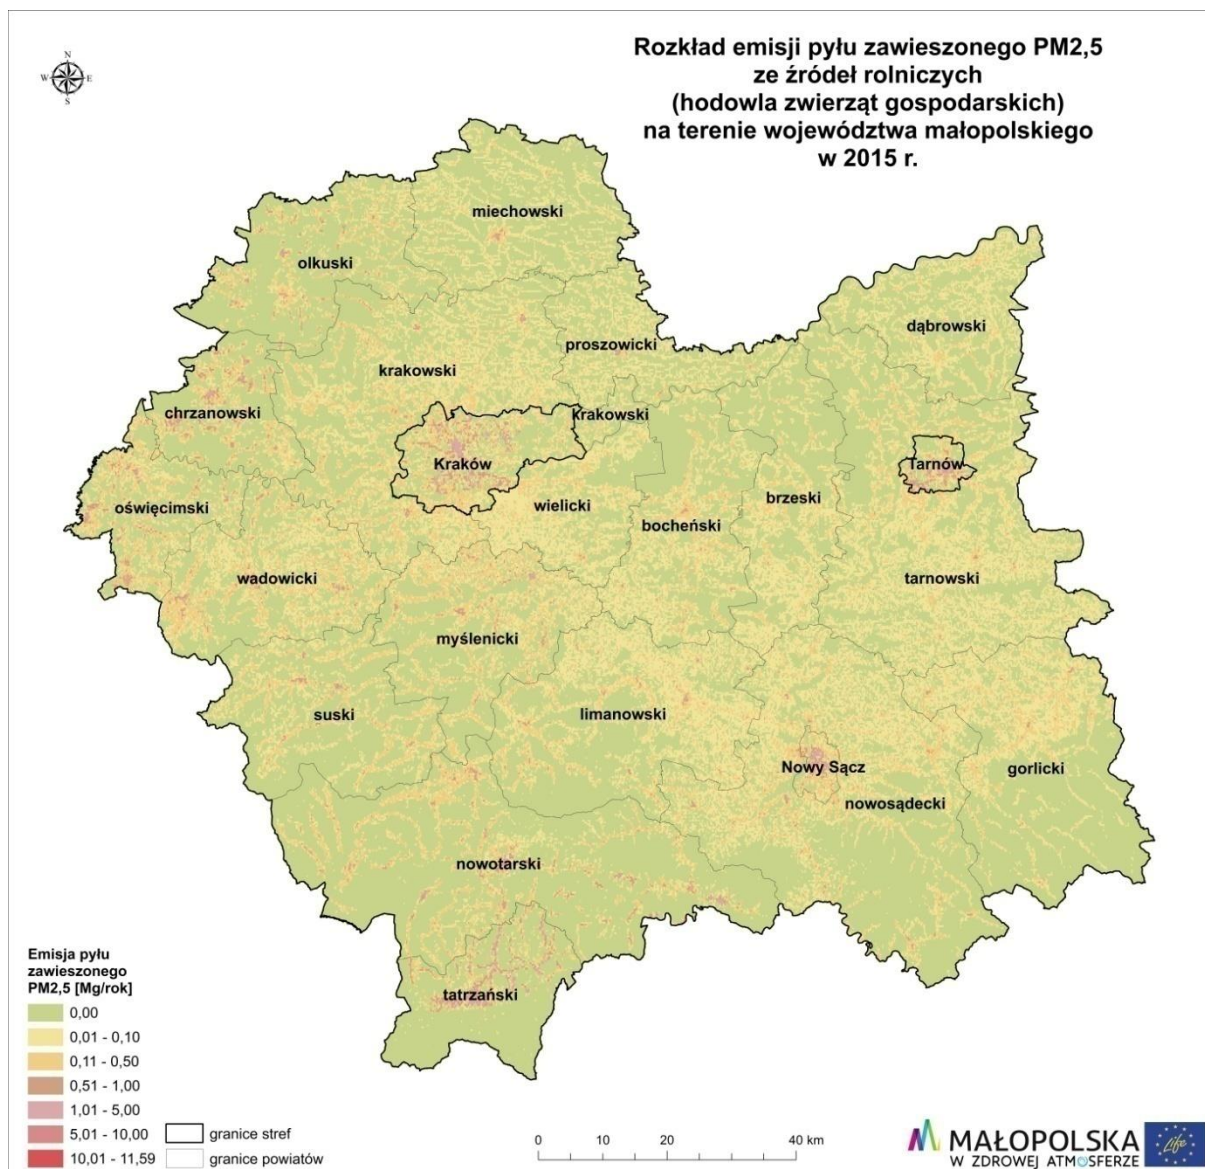 Rozkład emisji pyłu zawieszonego PM2,5
ze źródeł rolniczych
(hodowla zwierząt gospodarskich)
na terenie województwa małopolskiego
w 2015 r.
N
W E
S
miechowski
olkuski
dąbrowski
proszowicki
krakowski
chrzanowski
krakowski
Kraków
Tarnów
oświęcimski
wielicki
brzeski
bocheński
wadowicki
tarnowski
myślenicki
suski
limanowski
Nowy Sącz
gorlicki
nowosądecki
nowotarski
tatrzański
Emisja pyłu
zawieszonego
PM2,5 [Mg/rok]
0,00
0,01 - 0,10
0,11 - 0,50
0,51 - 1,00
1,01 - 5,00
5,01 - 10,00
10,01 - 11,59
granice stref
granice powiatów
0 10 20 40 km
MAŁOPOLSKA
W ZDROWEJ ATMOSFERZE
Life